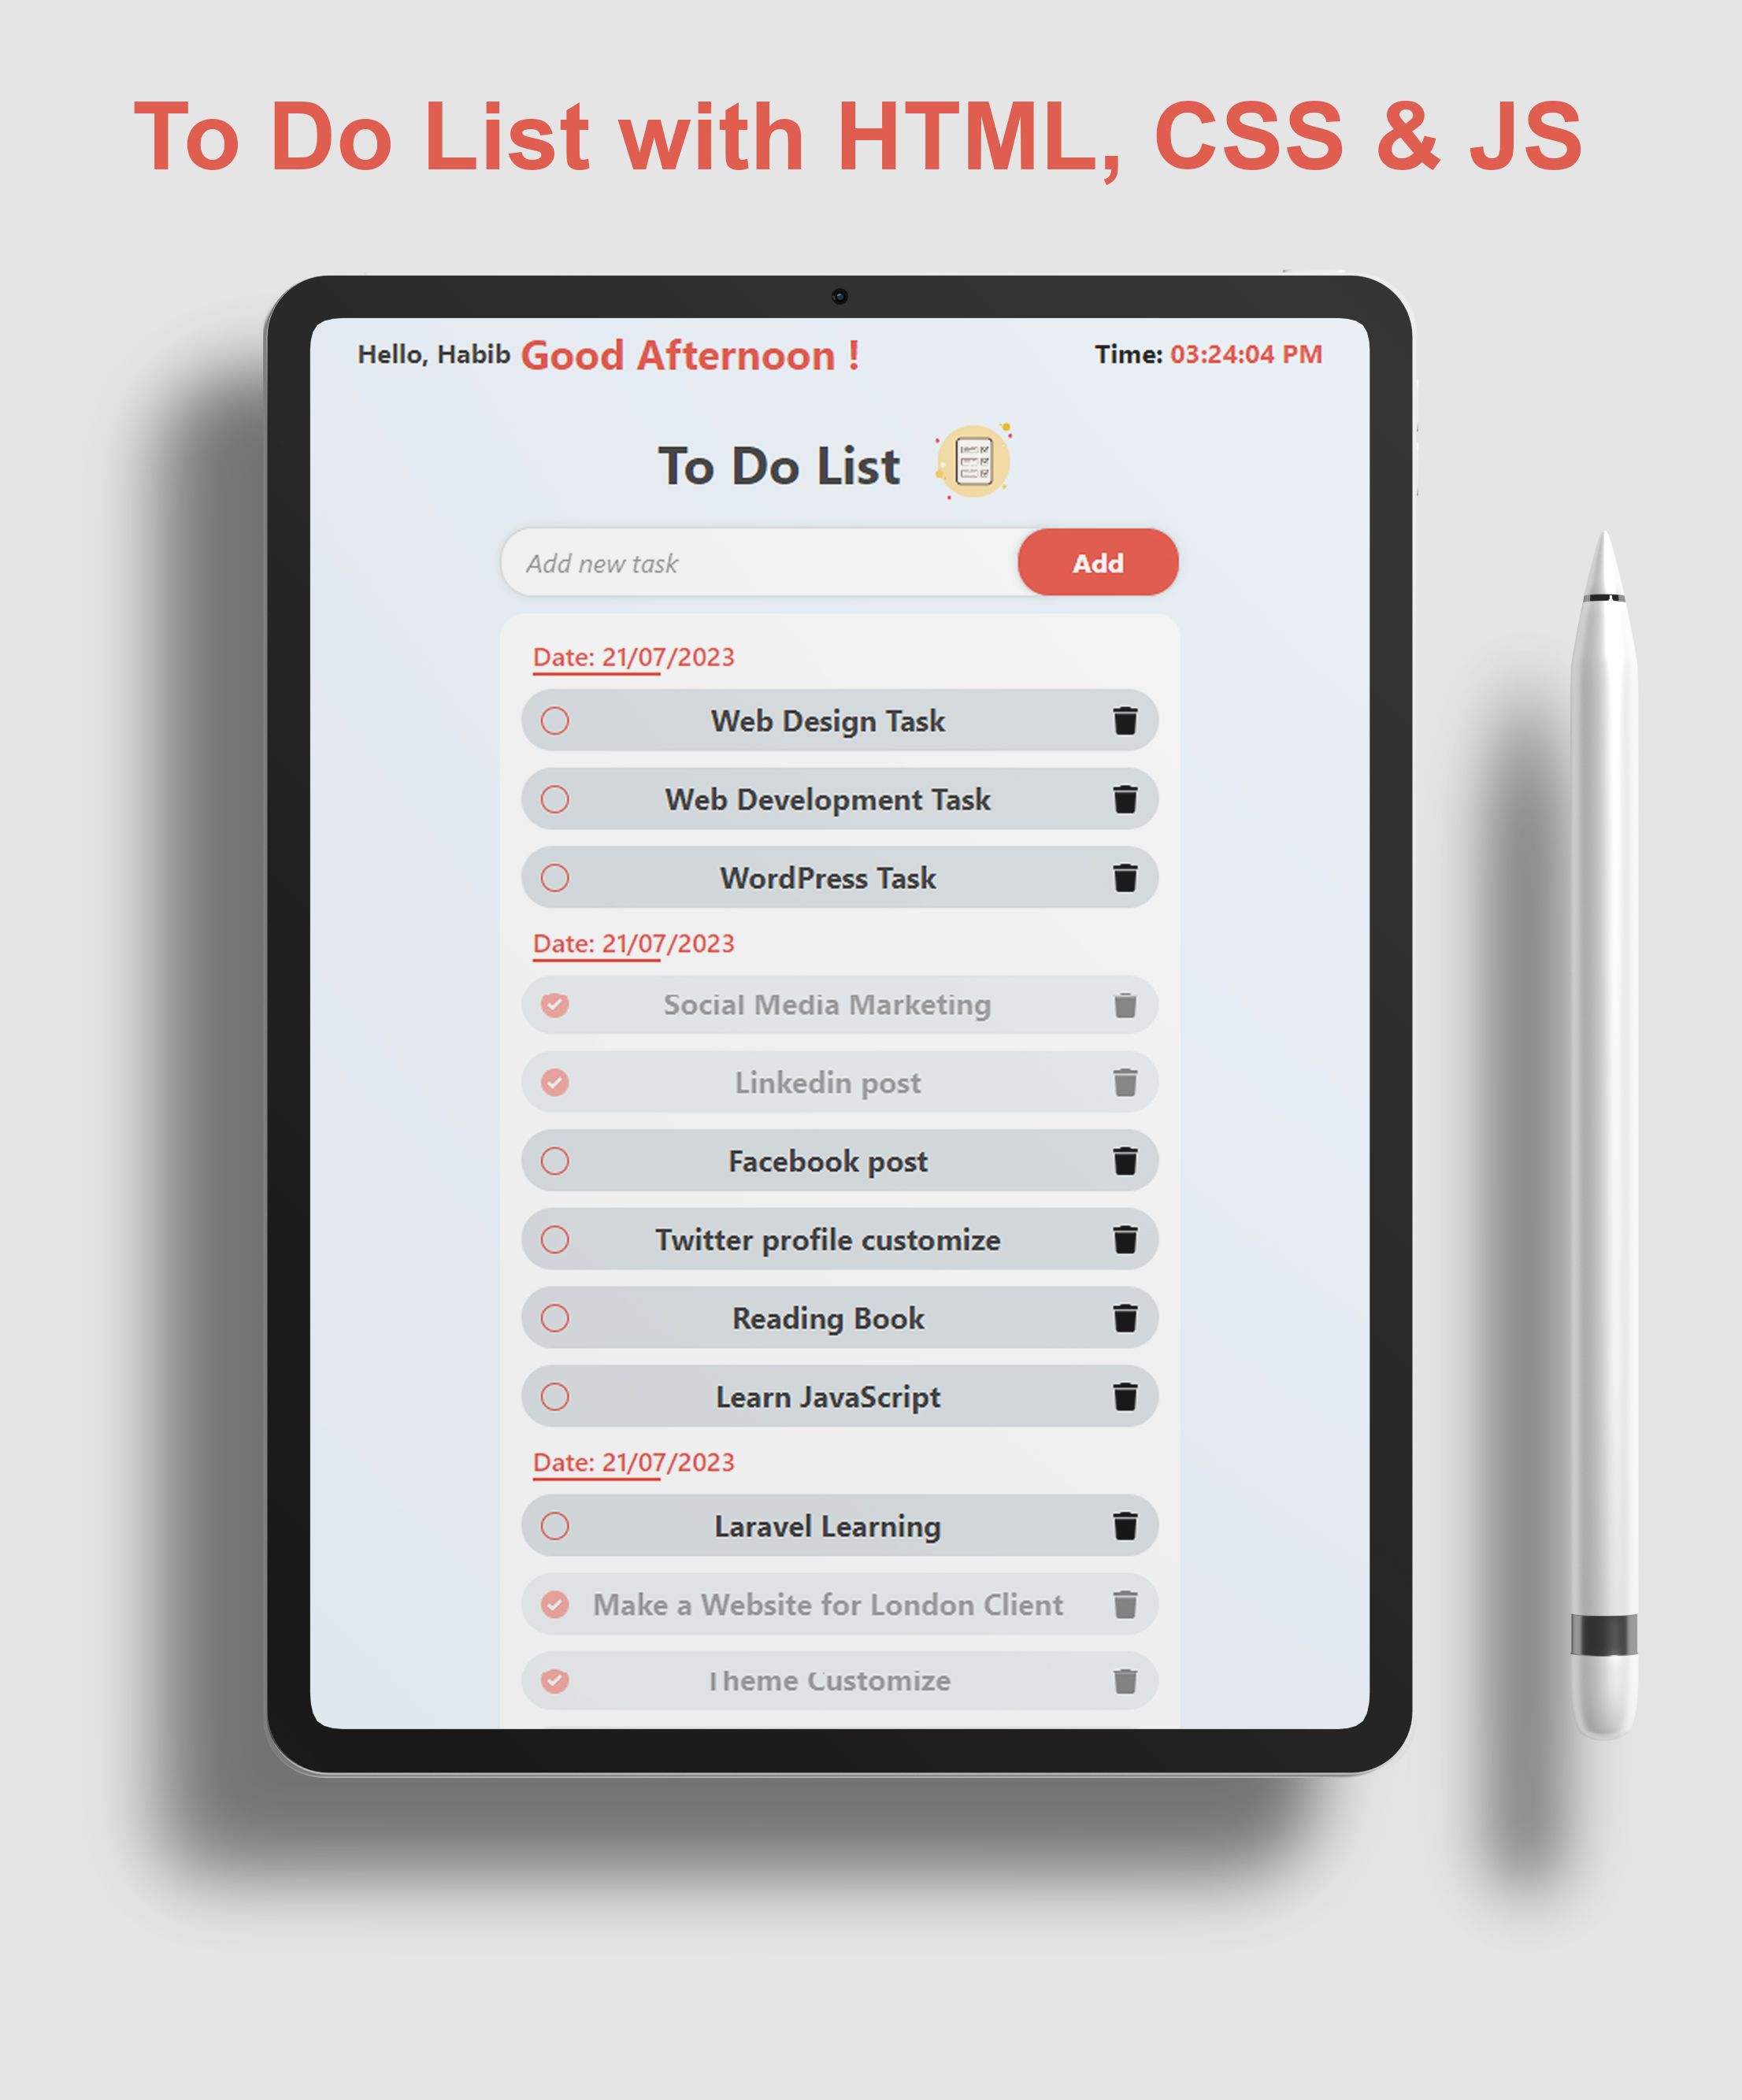 To Do List with HTML, CSS & JS
Hello, Habib Good Afternoon ! Time: 03:24:04 PM
To Do List
Add new task Add
Date: 21/07/2023
Web Design Task
Web Development Task
WordPress Task
Date: 21/07/2023
Social Media Marketing
Linkedin post
Facebook post
Twitter profile customize
Reading Book
Learn JavaScript
Date: 21/07/2023
Laravel Learning
Make a Website for London Client
Theme Customize